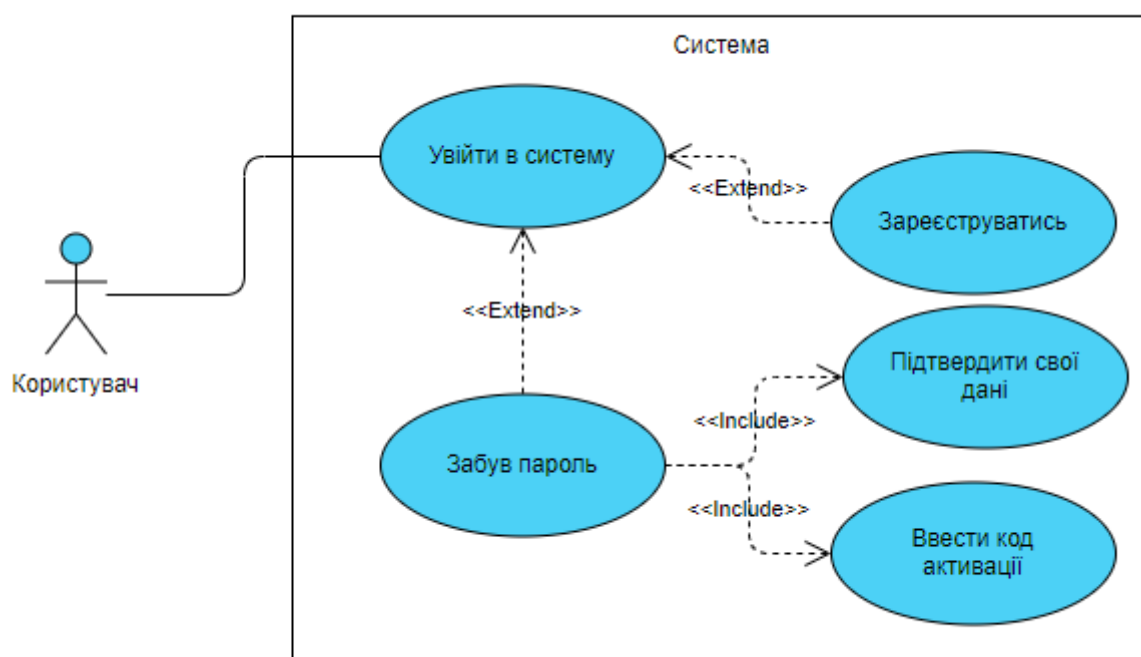 Система
Увійти в систему
<<Extend>>
Зареєструватись
<<Extend>>
Користувач
Підтвердити свої
дані
<<Include>>
Забув пароль
<<Include>>
Ввести код
активації